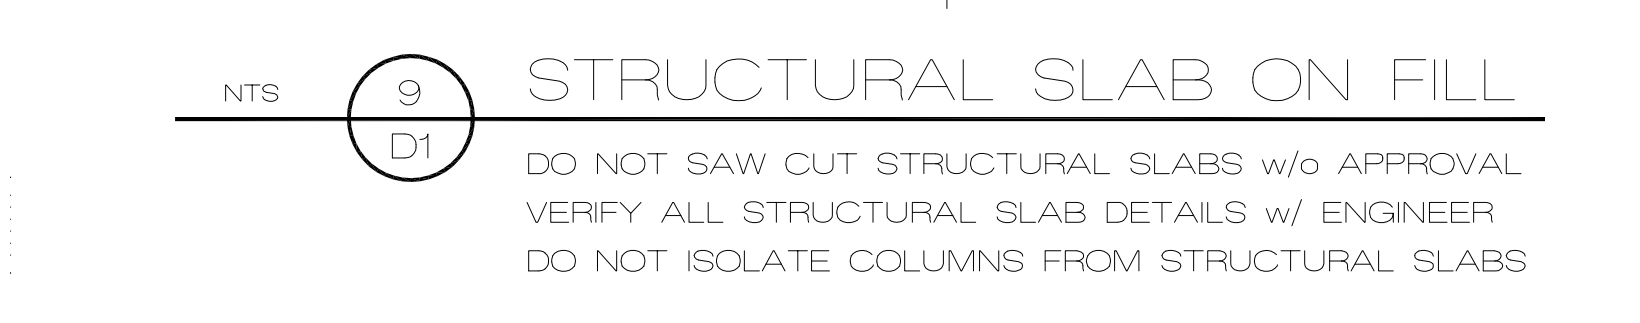 NTS
9
D1
STRUCTURAL SLAB ON FILL
DO NOT SAW CUT STRUCTURAL SLABS w/o APPROVAL
VERIFY ALL STRUCTURAL SLAB DETAILS w/ ENGINEER
DO NOT ISOLATE COLUMNS FROM STRUCTURAL SLABS